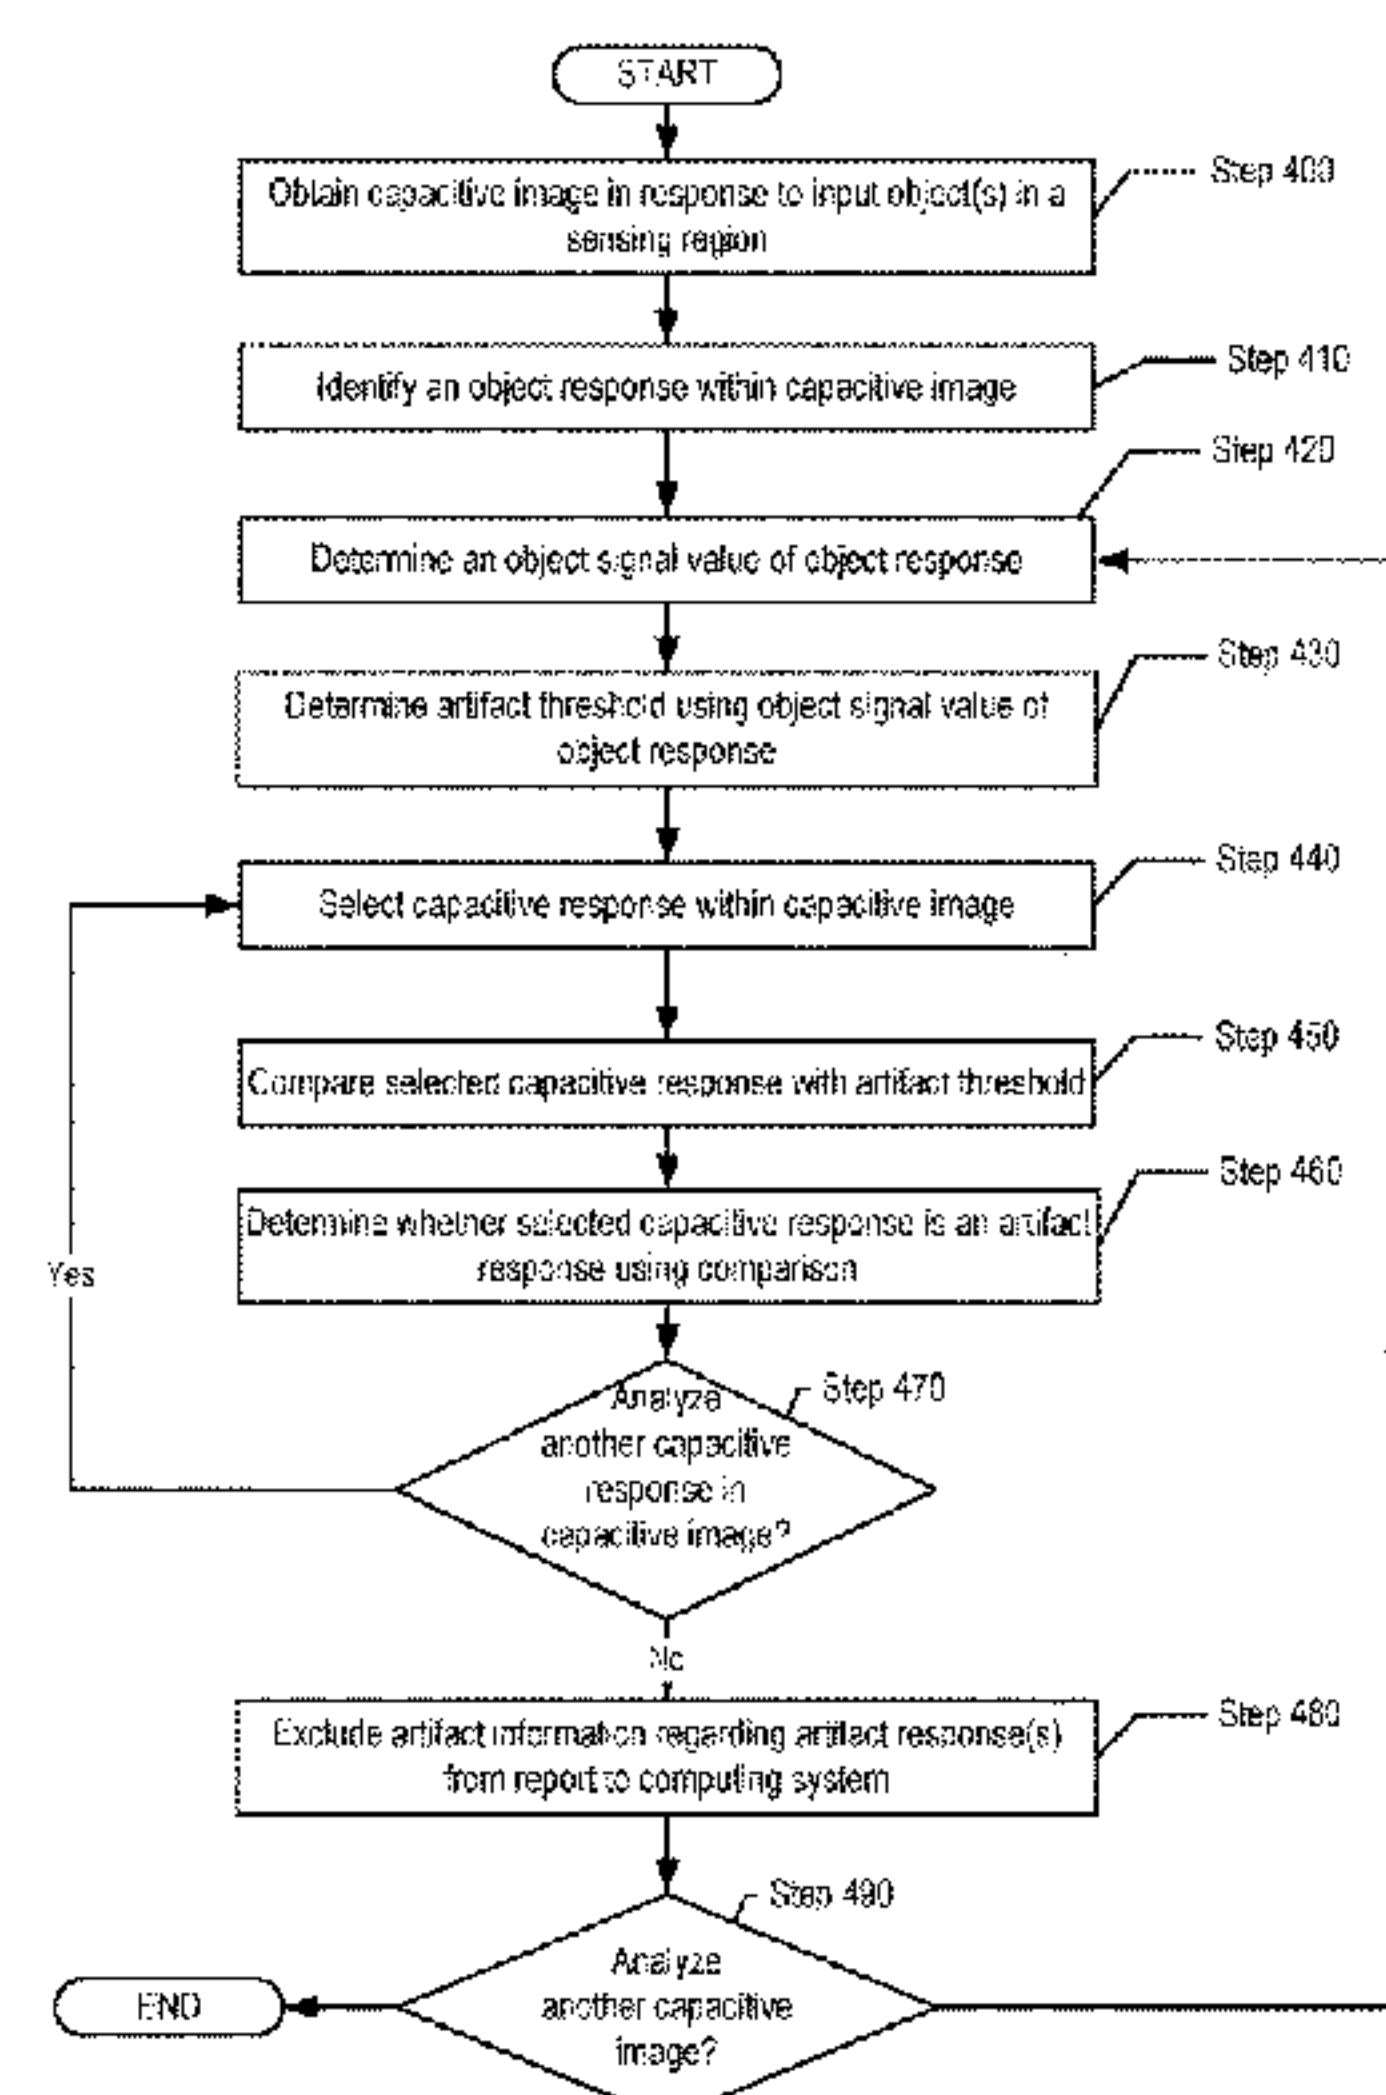 START
Obtain capacitive image in response to input object(s) in a
sensing region
Step 400
Identify an object response within capacitive image
Step 410
Step 420
Determine an object signal value of object response
Step 430
Determine artifact threshold using object signal value of
object response
Step 440
Select capacitive response within capacitive image
Step 450
Compare selected capacitive response with artifact threshold
Step 460
Determine whether selected capacitive response is an artifact
response using comparison
Yes
Step 470
Analyze
another capacitive
response in
capacitive image?
No
Step 480
Exclude artifact information regarding artifact response(s)
from report to computing system
Step 490
Analyze
another capacitive
image?
END